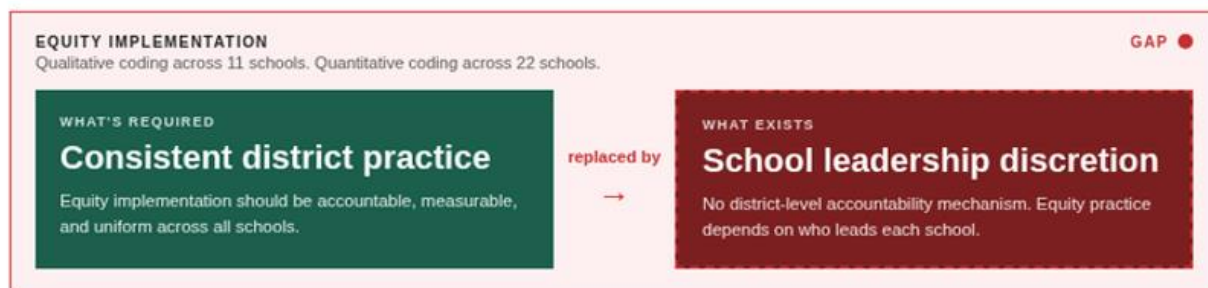 EQUITY IMPLEMENTATION
GAP
Qualitative coding across 11 schools. Quantitative coding across 22 schools.
WHAT'S REQUIRED
Consistent district practice
Equity implementation should be accountable, measurable,
and uniform across all schools.
replaced by
→
WHAT EXISTS
School leadership discretion
No district-level accountability mechanism. Equity practice
depends on who leads each school.